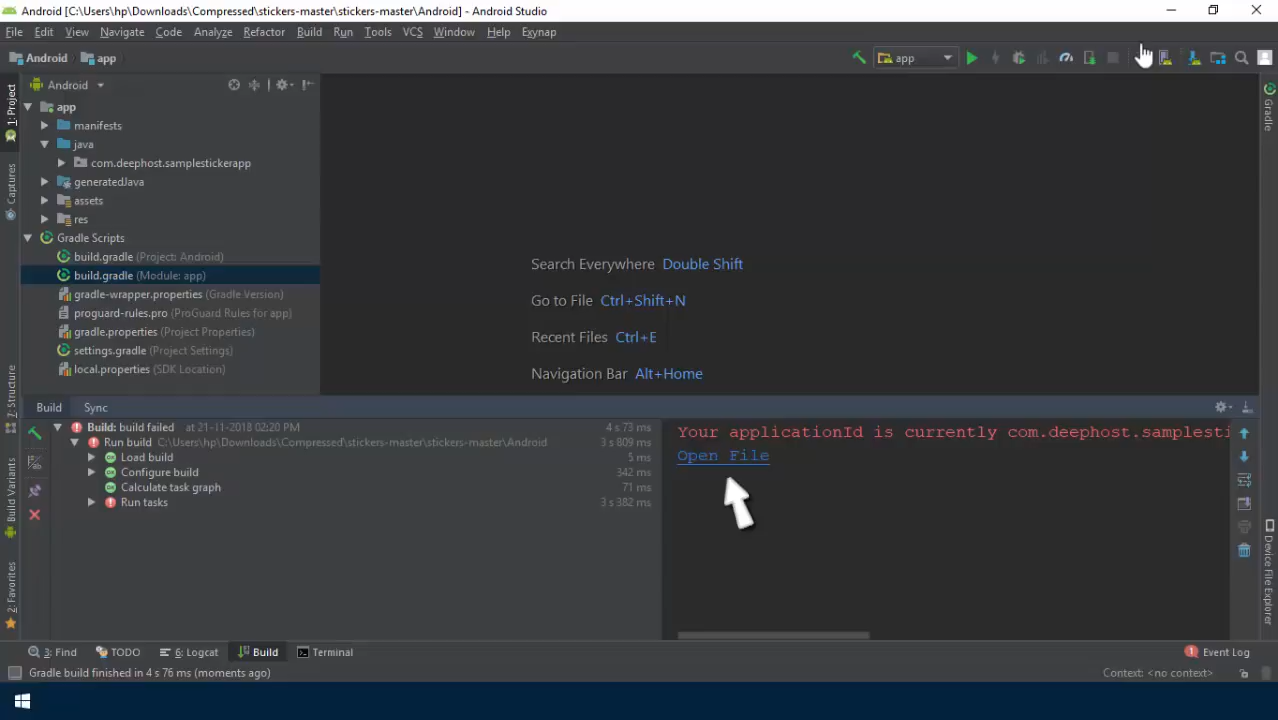 Android [C:\Users\hp\Downloads\Compressed\stickers-master\stickers-master\Android] - Android Studio
File Edit View Navigate Code Analyze Refactor Build Run Tools VCS Window Help Exynap
Android app
app
1: Project
Captures
7: Structure
Build Variants
2: Favorites
Android
app
manifests
java
com.deephost.samplestickerapp
generatedJava
assets
res
Gradle Scripts
build.gradle (Project: Android)
build.gradle (Module: app)
gradle-wrapper.properties (Gradle Version)
proguard-rules.pro (ProGuard Rules for app)
gradle.properties (Project Properties)
settings.gradle (Project Settings)
local.properties (SDK Location)
Search Everywhere Double Shift
Go to File Ctrl+Shift+N
Recent Files Ctrl+E
Navigation Bar Alt+Home
Gradle
Device File Explorer
Build Sync
Build: build failed at 21-11-2018 02:20 PM 4 s 73 ms
Run build C:\Users\hp\Downloads\Compressed\stickers-master\stickers-master\Android 3 s 809 ms
Load build 5 ms
Configure build 342 ms
Calculate task graph 71 ms
Run tasks 3 s 382 ms
Your applicationId is currently com.deephost.samplesti
Open File
3: Find TODO 6: Logcat Build Terminal 1 Event Log
Gradle build finished in 4 s 76 ms (moments ago) Context: <no context>